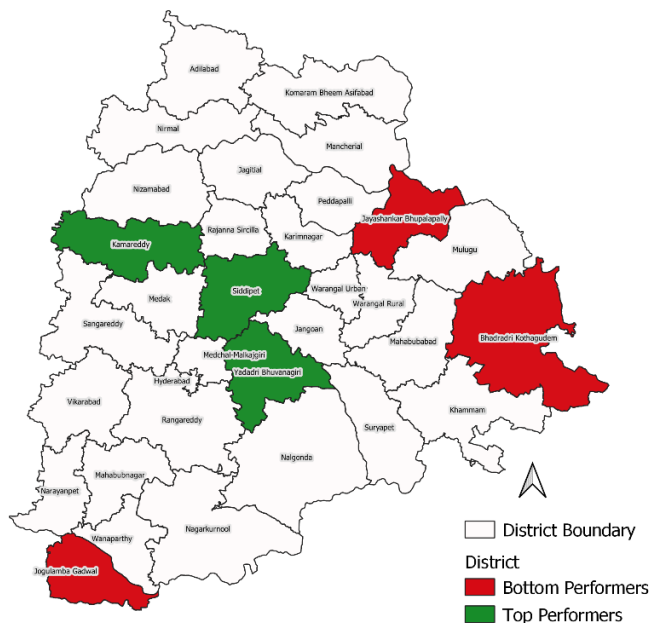 Adilabad
Komaram Bheem Asifabad
Nirmal
Mancherial
Jagitial
Nizamabad
Peddapalli
Jayashankar Bhupalapally
Rajanna Sircilla
Karimnagar
Kamareddy
Mulugu
Siddipet
Warangal Urban
Medak
Warangal Rural
Sangareddy
Jangoan
Bhadradri Kothagudem
Mahabubabad
Medchal-Malkajgiri
Yadadri Bhuvanagiri
Hyderabad
Vikarabad
Khammam
Rangareddy
Suryapet
Nalgonda
Mahabubnagar
Narayanpet
Nagarkurnool
Wanaparthy
Jogulamba Gadwal
District Boundary
District
Bottom Performers
Top Performers